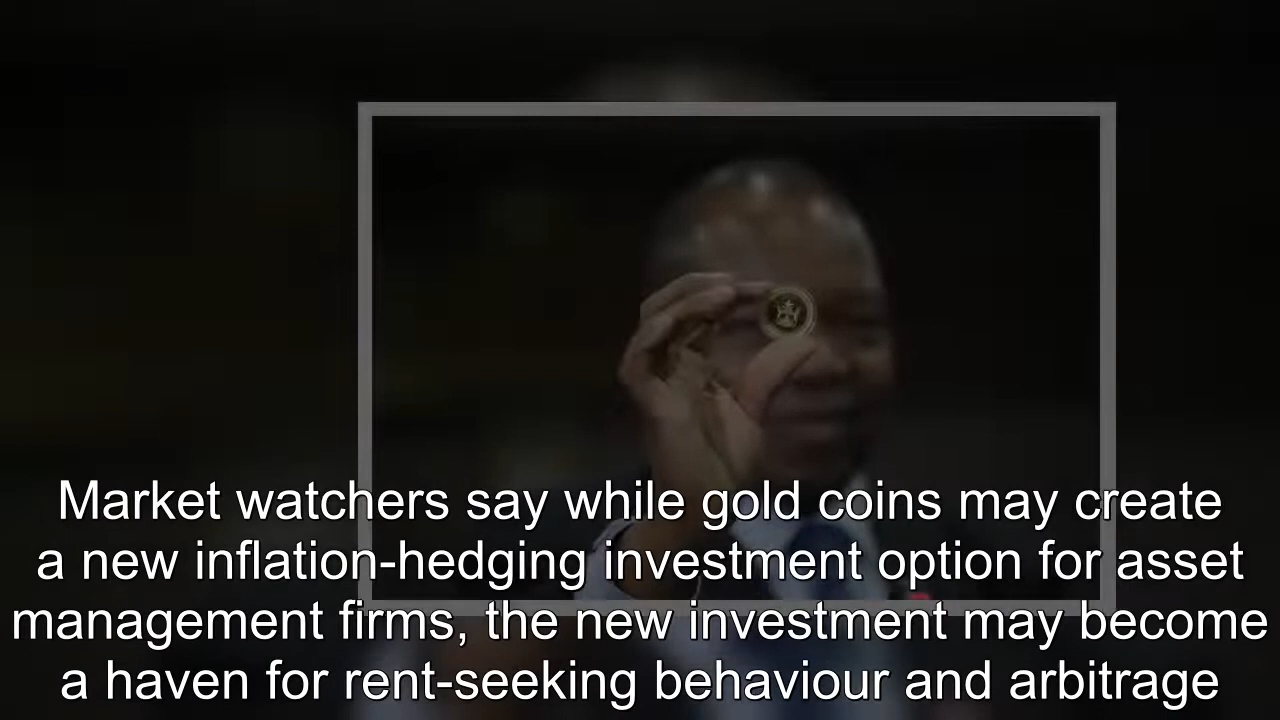 Market watchers say while gold coins may create
a new inflation-hedging investment option for asset
management firms, the new investment may become
a haven for rent-seeking behaviour and arbitrage